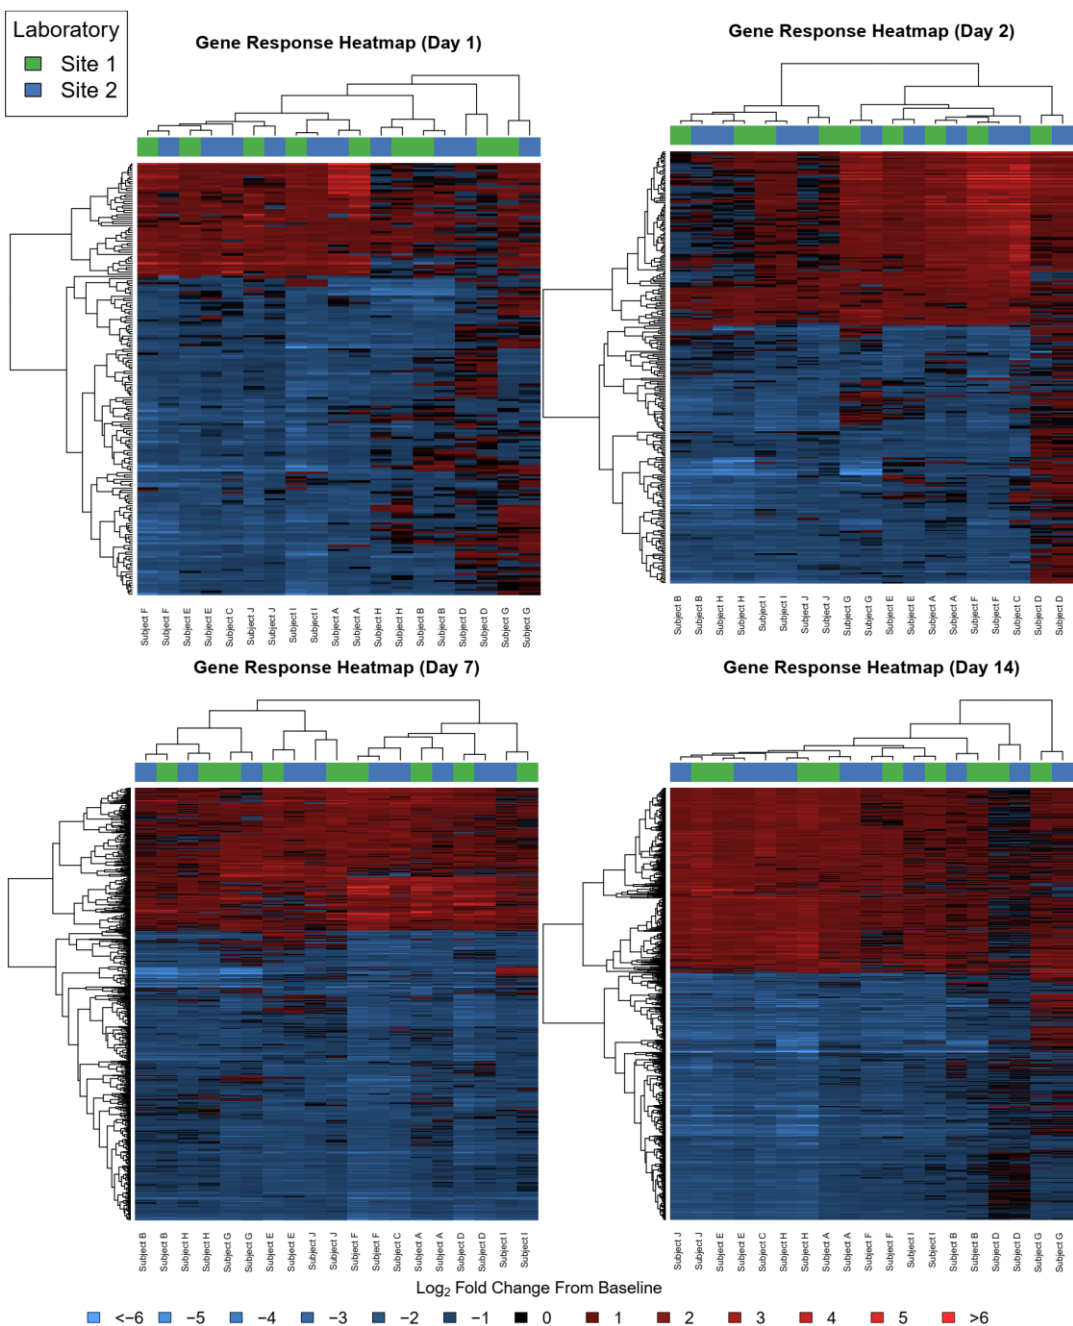 Laboratory
Site 1
Site 2
Gene Response Heatmap (Day 1)
Subject F
Subject F
Subject E
Subject E
Subject C
Subject J
Subject J
Subject I
Subject I
Subject A
Subject A
Subject H
Subject H
Subject B
Subject B
Subject D
Subject D
Subject G
Subject G
Gene Response Heatmap (Day 2)
Subject B
Subject B
Subject H
Subject H
Subject I
Subject I
Subject J
Subject J
Subject G
Subject G
Subject E
Subject E
Subject A
Subject A
Subject F
Subject F
Subject C
Subject D
Subject D
Gene Response Heatmap (Day 7)
Subject B
Subject B
Subject H
Subject H
Subject G
Subject G
Subject E
Subject E
Subject J
Subject J
Subject F
Subject F
Subject C
Subject A
Subject A
Subject D
Subject D
Subject I
Subject I
Gene Response Heatmap (Day 14)
Subject J
Subject J
Subject E
Subject E
Subject C
Subject H
Subject H
Subject A
Subject A
Subject F
Subject F
Subject I
Subject I
Subject B
Subject B
Subject D
Subject D
Subject G
Subject G
Log₂ Fold Change From Baseline
<−6 −5 −4 −3 −2 −1 0 1 2 3 4 5 >6